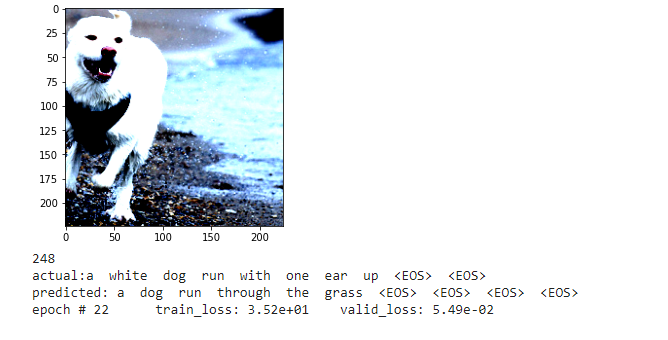 0
25
50
75
100
125
150
175
200
0 50 100 150 200
248
actual:a white dog run with one ear up <EOS> <EOS>
predicted: a dog run through the grass <EOS> <EOS> <EOS> <EOS>
epoch # 22 train_loss: 3.52e+01 valid_loss: 5.49e-02